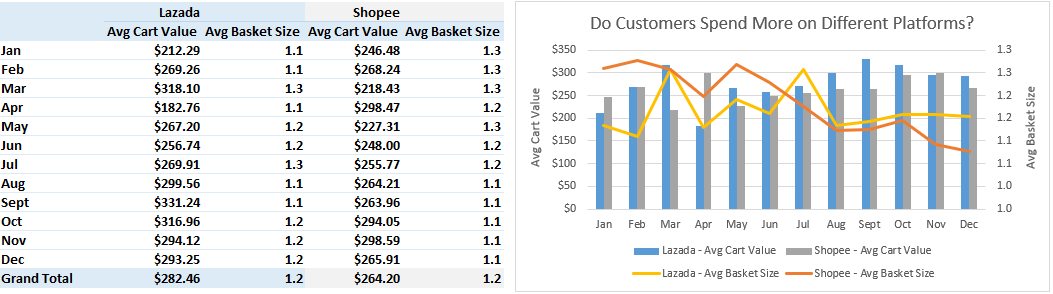 Lazada Shopee
Avg Cart Value Avg Basket Size Avg Cart Value Avg Basket Size
Jan $212.29 1.1 $246.48 1.3
Feb $269.26 1.1 $268.24 1.3
Mar $318.10 1.3 $218.43 1.3
Apr $182.76 1.1 $298.47 1.2
May $267.20 1.2 $227.31 1.3
Jun $256.74 1.2 $248.00 1.2
Jul $269.91 1.3 $255.77 1.2
Aug $299.56 1.1 $264.21 1.1
Sept $331.24 1.1 $263.96 1.1
Oct $316.96 1.2 $294.05 1.1
Nov $294.12 1.2 $298.59 1.1
Dec $293.25 1.2 $265.91 1.1
Grand Total $282.46 1.2 $264.20 1.2
Do Customers Spend More on Different Platforms?
Avg Cart Value
$350
$300
$250
$200
$150
$100
$50
$0
1.3
1.3
1.2
1.2
1.1
1.1
1.0
1.0
Avg Basket Size
Jan Feb Mar Apr May Jun Jul Aug Sept Oct Nov Dec
Lazada - Avg Cart Value Shopee - Avg Cart Value
Lazada - Avg Basket Size Shopee - Avg Basket Size